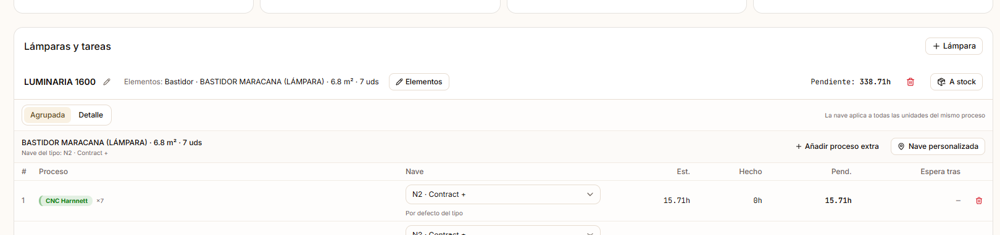 Lámparas y tareas
+ Lámpara
LUMINARIA 1600 Elementos: Bastidor · BASTIDOR MARACANA (LÁMPARA) · 6.8 m² · 7 uds Elementos Pendiente: 338.71h A stock
Agrupada Detalle La nave aplica a todas las unidades del mismo proceso
BASTIDOR MARACANA (LÁMPARA) · 6.8 m² · 7 uds
Nave del tipo: N2 · Contract +
+ Añadir proceso extra Nave personalizada
# Proceso Nave Est. Hecho Pend. Espera tras
1 CNC Harnnett ×7 N2 · Contract + 15.71h 0h 15.71h –
Por defecto del tipo
N2 · Contract +